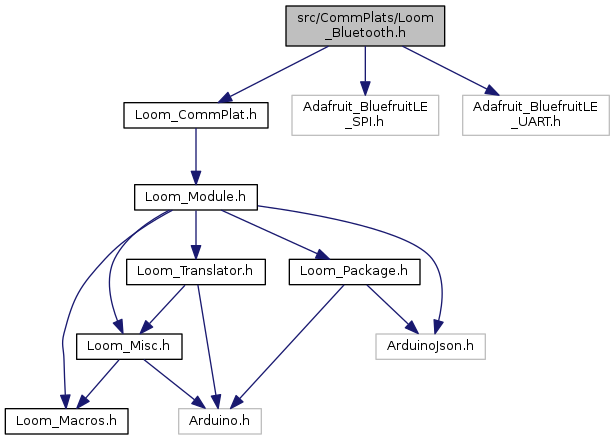 src/CommPlats/Loom
_Bluetooth.h
Loom_CommPlat.h
Adafruit_BluefruitLE
_SPI.h
Adafruit_BluefruitLE
_UART.h
Loom_Module.h
Loom_Translator.h
Loom_Package.h
Loom_Misc.h
ArduinoJson.h
Loom_Macros.h
Arduino.h